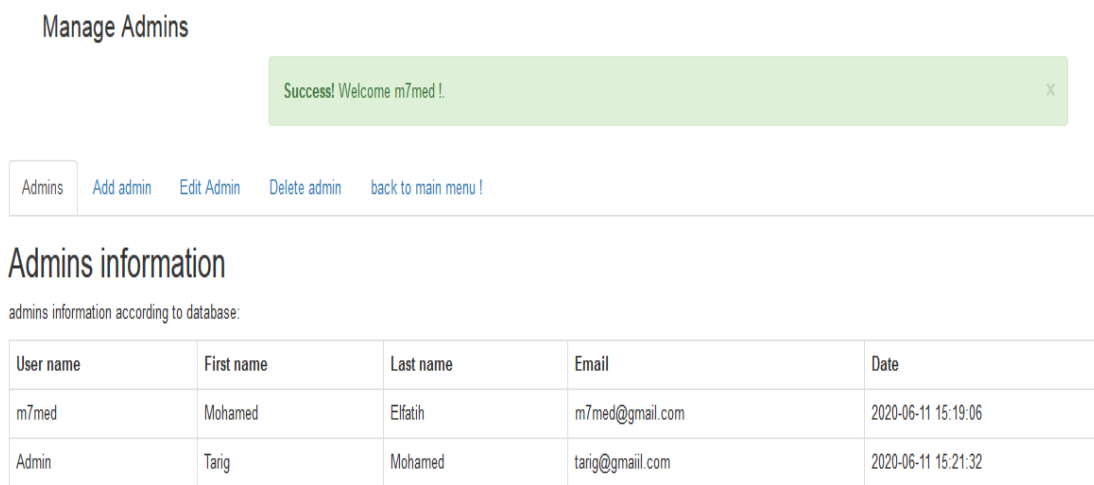 Manage Admins
Success! Welcome m7med !.
x
Admins Add admin Edit Admin Delete admin back to main menu !
Admins information
admins information according to database:
User name First name Last name Email Date
m7med Mohamed Elfatih m7med@gmail.com 2020-06-11 15:19:06
Admin Tarig Mohamed tarig@gmaiil.com 2020-06-11 15:21:32